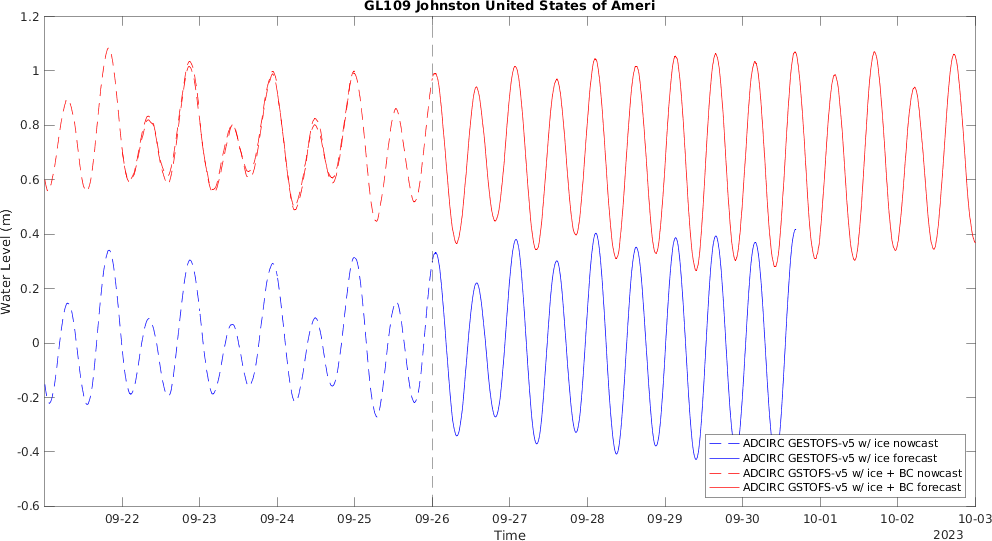 GL109 Johnston United States of Ameri
Water Level (m)
1.2
1
0.8
0.6
0.4
0.2
0
-0.2
-0.4
-0.6
ADCIRC GESTOFS-v5 w/ ice nowcast
ADCIRC GESTOFS-v5 w/ ice forecast
ADCIRC GSTOFS-v5 w/ ice + BC nowcast
ADCIRC GSTOFS-v5 w/ ice + BC forecast
09-22 09-23 09-24 09-25 09-26 09-27 09-28 09-29 09-30 10-01 10-02 10-03
Time
2023